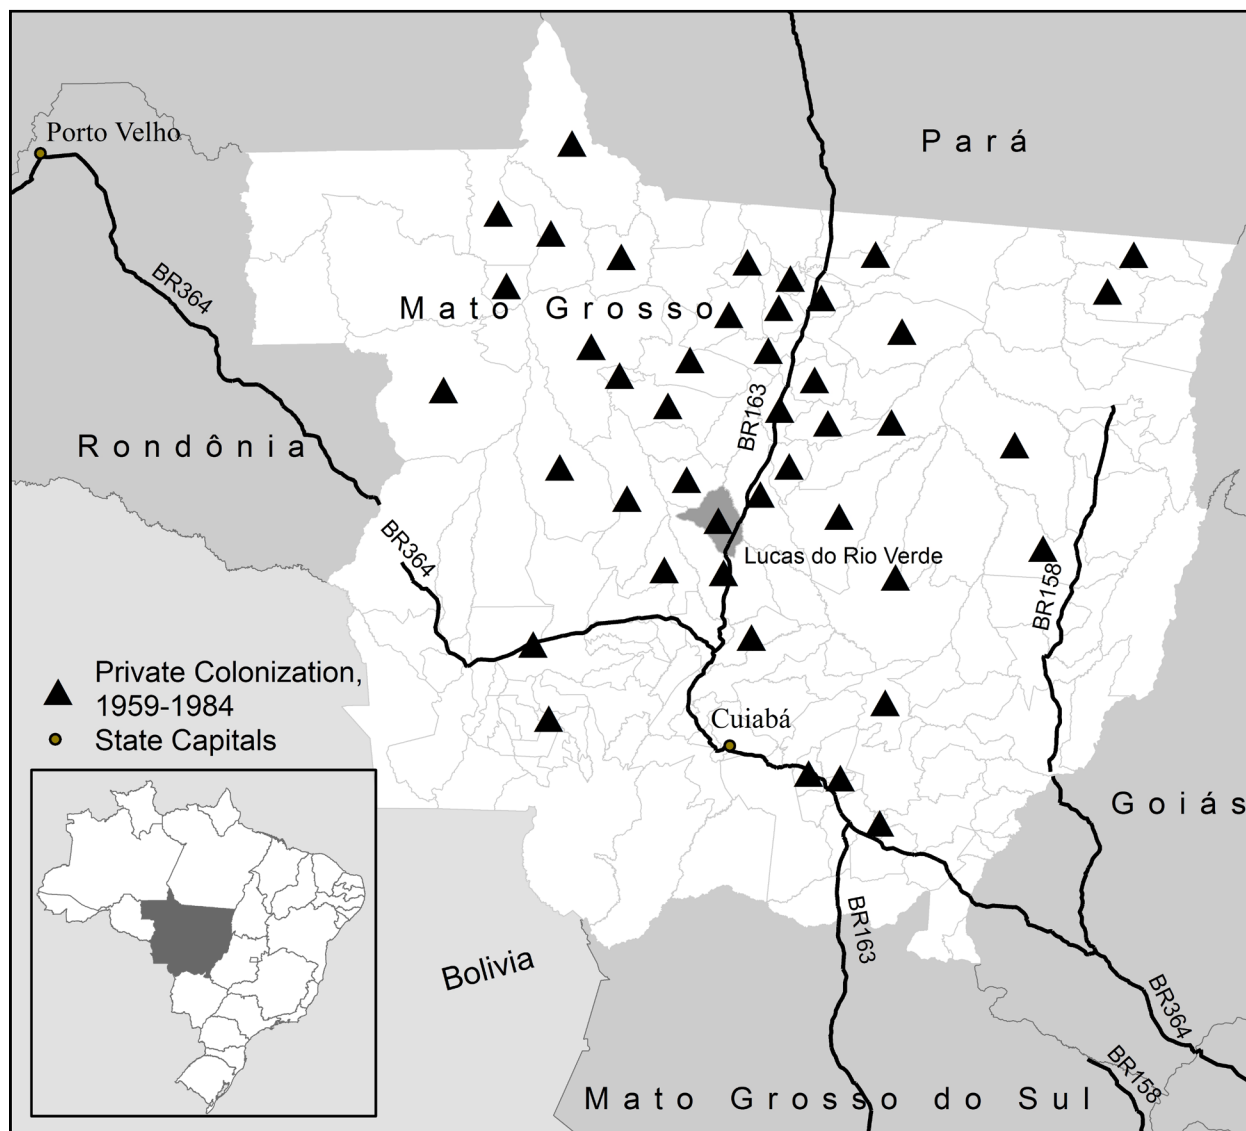 Porto Velho
Pará
BR364
Mato Grosso
BR163
Rondônia
BR364
Lucas do Rio Verde
BR158
Private Colonization,
1959-1984
State Capitals
Cuiabá
Goiás
BR163
Bolivia
BR364
BR158
Mato Grosso do Sul